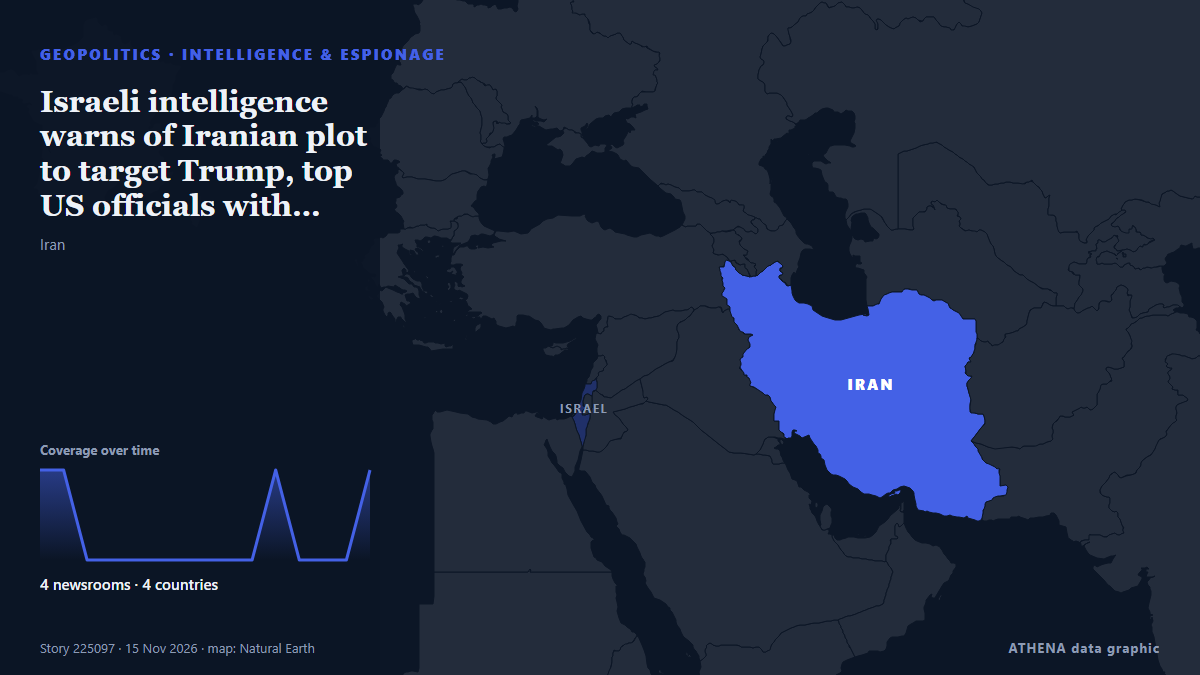 GEOPOLITICS · INTELLIGENCE & ESPIONAGE
Israeli intelligence
warns of Iranian plot
to target Trump, top
US officials with...
Iran
IRAN
ISRAEL
Coverage over time
4 newsrooms · 4 countries
Story 225097 · 15 Nov 2026 · map: Natural Earth
ATHENA data graphic